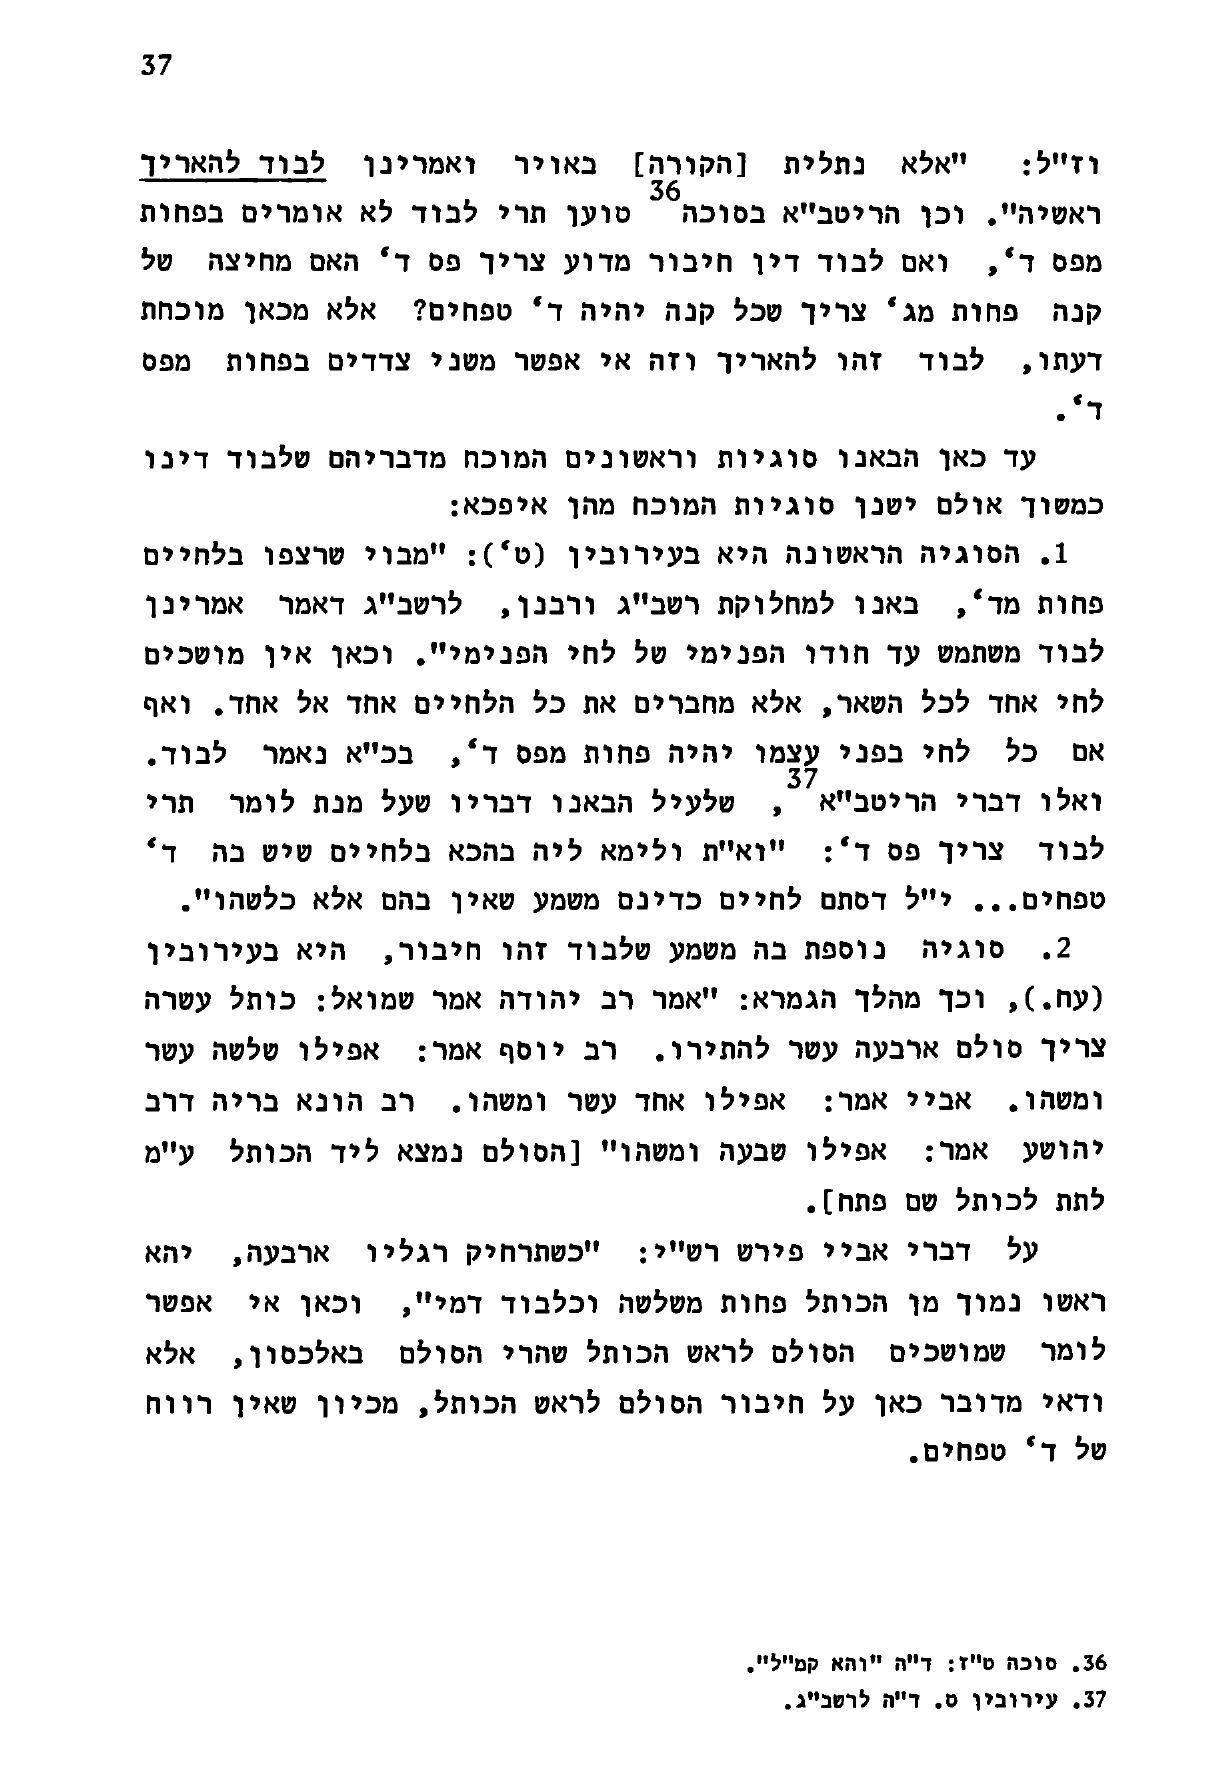 37
וז"ל: "אלא נתלית [הקורה] באויר ואמרינן לבוד להאריך
ראשיה". וכן הריטב"א בסוכה36 טוען תרי לבוד לא אומרים בפחות
מפס ד', ואם לבוד דין חיבור מדוע צריך פס ד' האם מחיצה של
קנה פחות מג' צריך שכל קנה יהיה ד' טפחים? אלא מכאן מוכחת
דעתו, לבוד זהו להאריך וזה אי אפשר משני צדדים בפחות מפס
ד'.
עד כאן הבאנו סוגיות וראשונים המוכח מדבריהם שלבוד דינו
כמשוך אולם ישנן סוגיות המוכח מהן איפכא:
1. הסוגיה הראשונה היא בעירובין (ט'): "מבוי שרצפו בלחיים
פחות מד', באנו למחלוקת רשב"ג ורבנן, לרשב"ג דאמר אמרינן
לבוד משתמש עד חודו הפנימי של לחי הפנימי". וכאן אין מושכים
לחי אחד לכל השאר, אלא מחברים את כל הלחיים אחד אל אחד. ואף
אם כל לחי בפני עצמו יהיה פחות מפס ד', בכ"א נאמר לבוד.
ואלו דברי הריטב"א37, שלעיל הבאנו דבריו שעל מנת לומר תרי
לבוד צריך פס ד': "וא"ת ולימא ליה בהכא בלחיים שיש בה ד'
טפחים... י"ל דסתם לחיים כדינם משמע שאין בהם אלא כלשהו".
2. סוגיה נוספת בה משמע שלבוד זהו חיבור, היא בעירובין
(עח.), וכך מהלך הגמרא: "אמר רב יהודה אמר שמואל: כותל עשרה
צריך סולם ארבעה עשר להתירו. רב יוסף אמר: אפילו שלשה עשר
ומשהו. אביי אמר: אפילו אחד עשר ומשהו. רב הונא בריה דרב
יהושע אמר: אפילו שבעה ומשהו" [הסולם נמצא ליד הכותל ע"מ
לתת לכותל שם פתח].
על דברי אביי פירש רש"י: "כשתרחיק רגליו ארבעה, יהא
ראשו נמוך מן הכותל פחות משלשה וכלבוד דמי", וכאן אי אפשר
לומר שמושכים הסולם לראש הכותל שהרי הסולם באלכסון, אלא
ודאי מדובר כאן על חיבור הסולם לראש הכותל, מכיון שאין רווח
של ד' טפחים.
36. סוכה ט"ז: ד"ה "והא קמ"ל".
37. עירובין ט. ד"ה לרשב"ג.